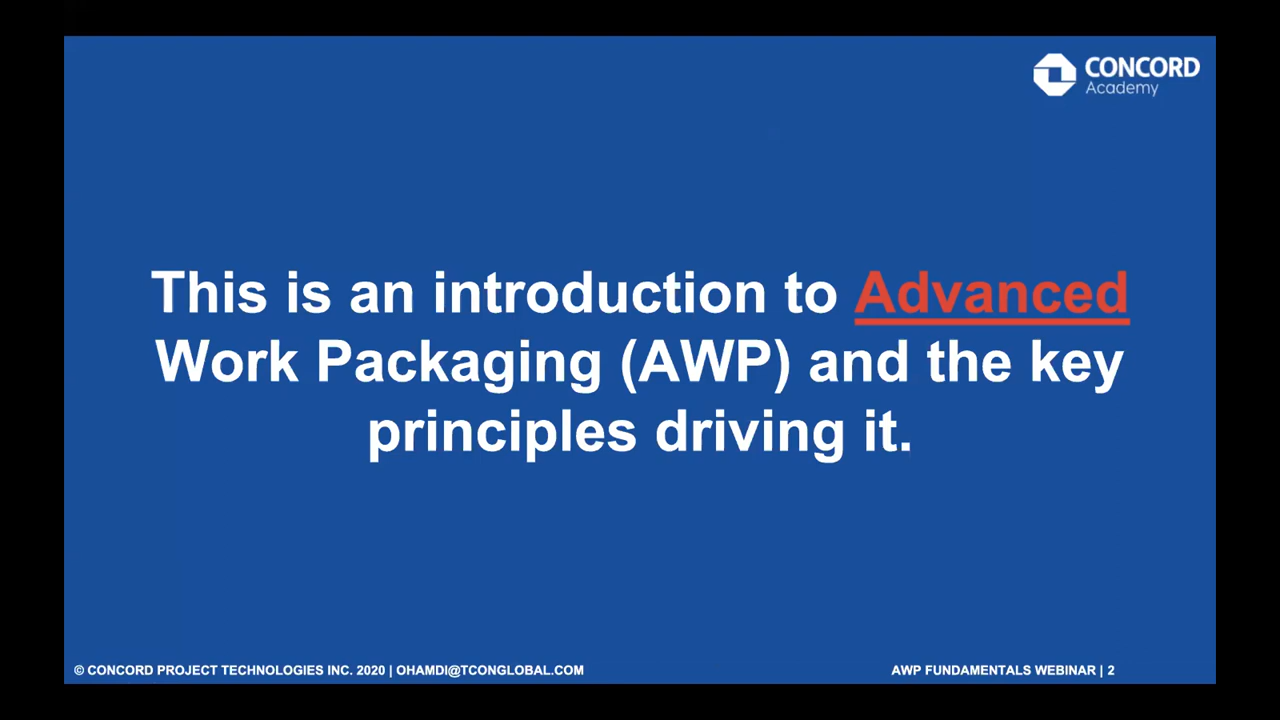 CONCORD
Academy
This is an introduction to Advanced
Work Packaging (AWP) and the key
principles driving it.
© CONCORD PROJECT TECHNOLOGIES INC. 2020 | OHAMDI@TCONGLOBAL.COM
AWP FUNDAMENTALS WEBINAR | 2